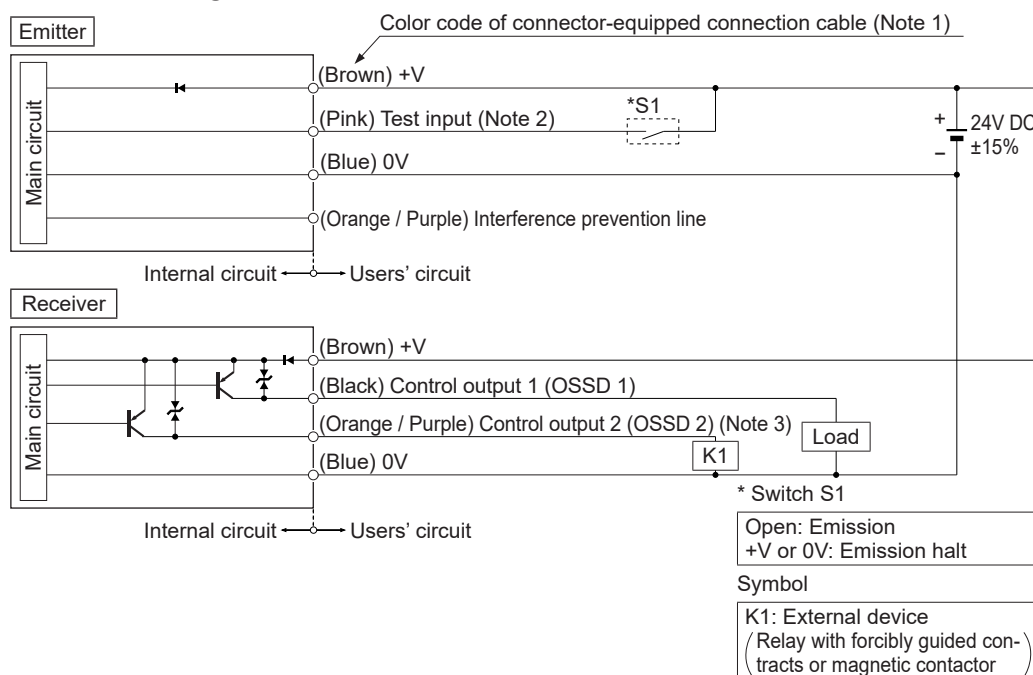 Emitter
Color code of connector-equipped connection cable (Note 1)
Main circuit
(Brown) +V
(Pink) Test input (Note 2)
*S1
(Blue) 0V
+
−
24V DC
±15%
(Orange / Purple) Interference prevention line
Internal circuit
Users’ circuit
Receiver
Main circuit
(Brown) +V
(Black) Control output 1 (OSSD 1)
(Orange / Purple) Control output 2 (OSSD 2) (Note 3)
Load
K1
(Blue) 0V
Internal circuit
Users’ circuit
* Switch S1
Open: Emission
+V or 0V: Emission halt
Symbol
K1: External device
(Relay with forcibly guided con-
tracts or magnetic contactor)